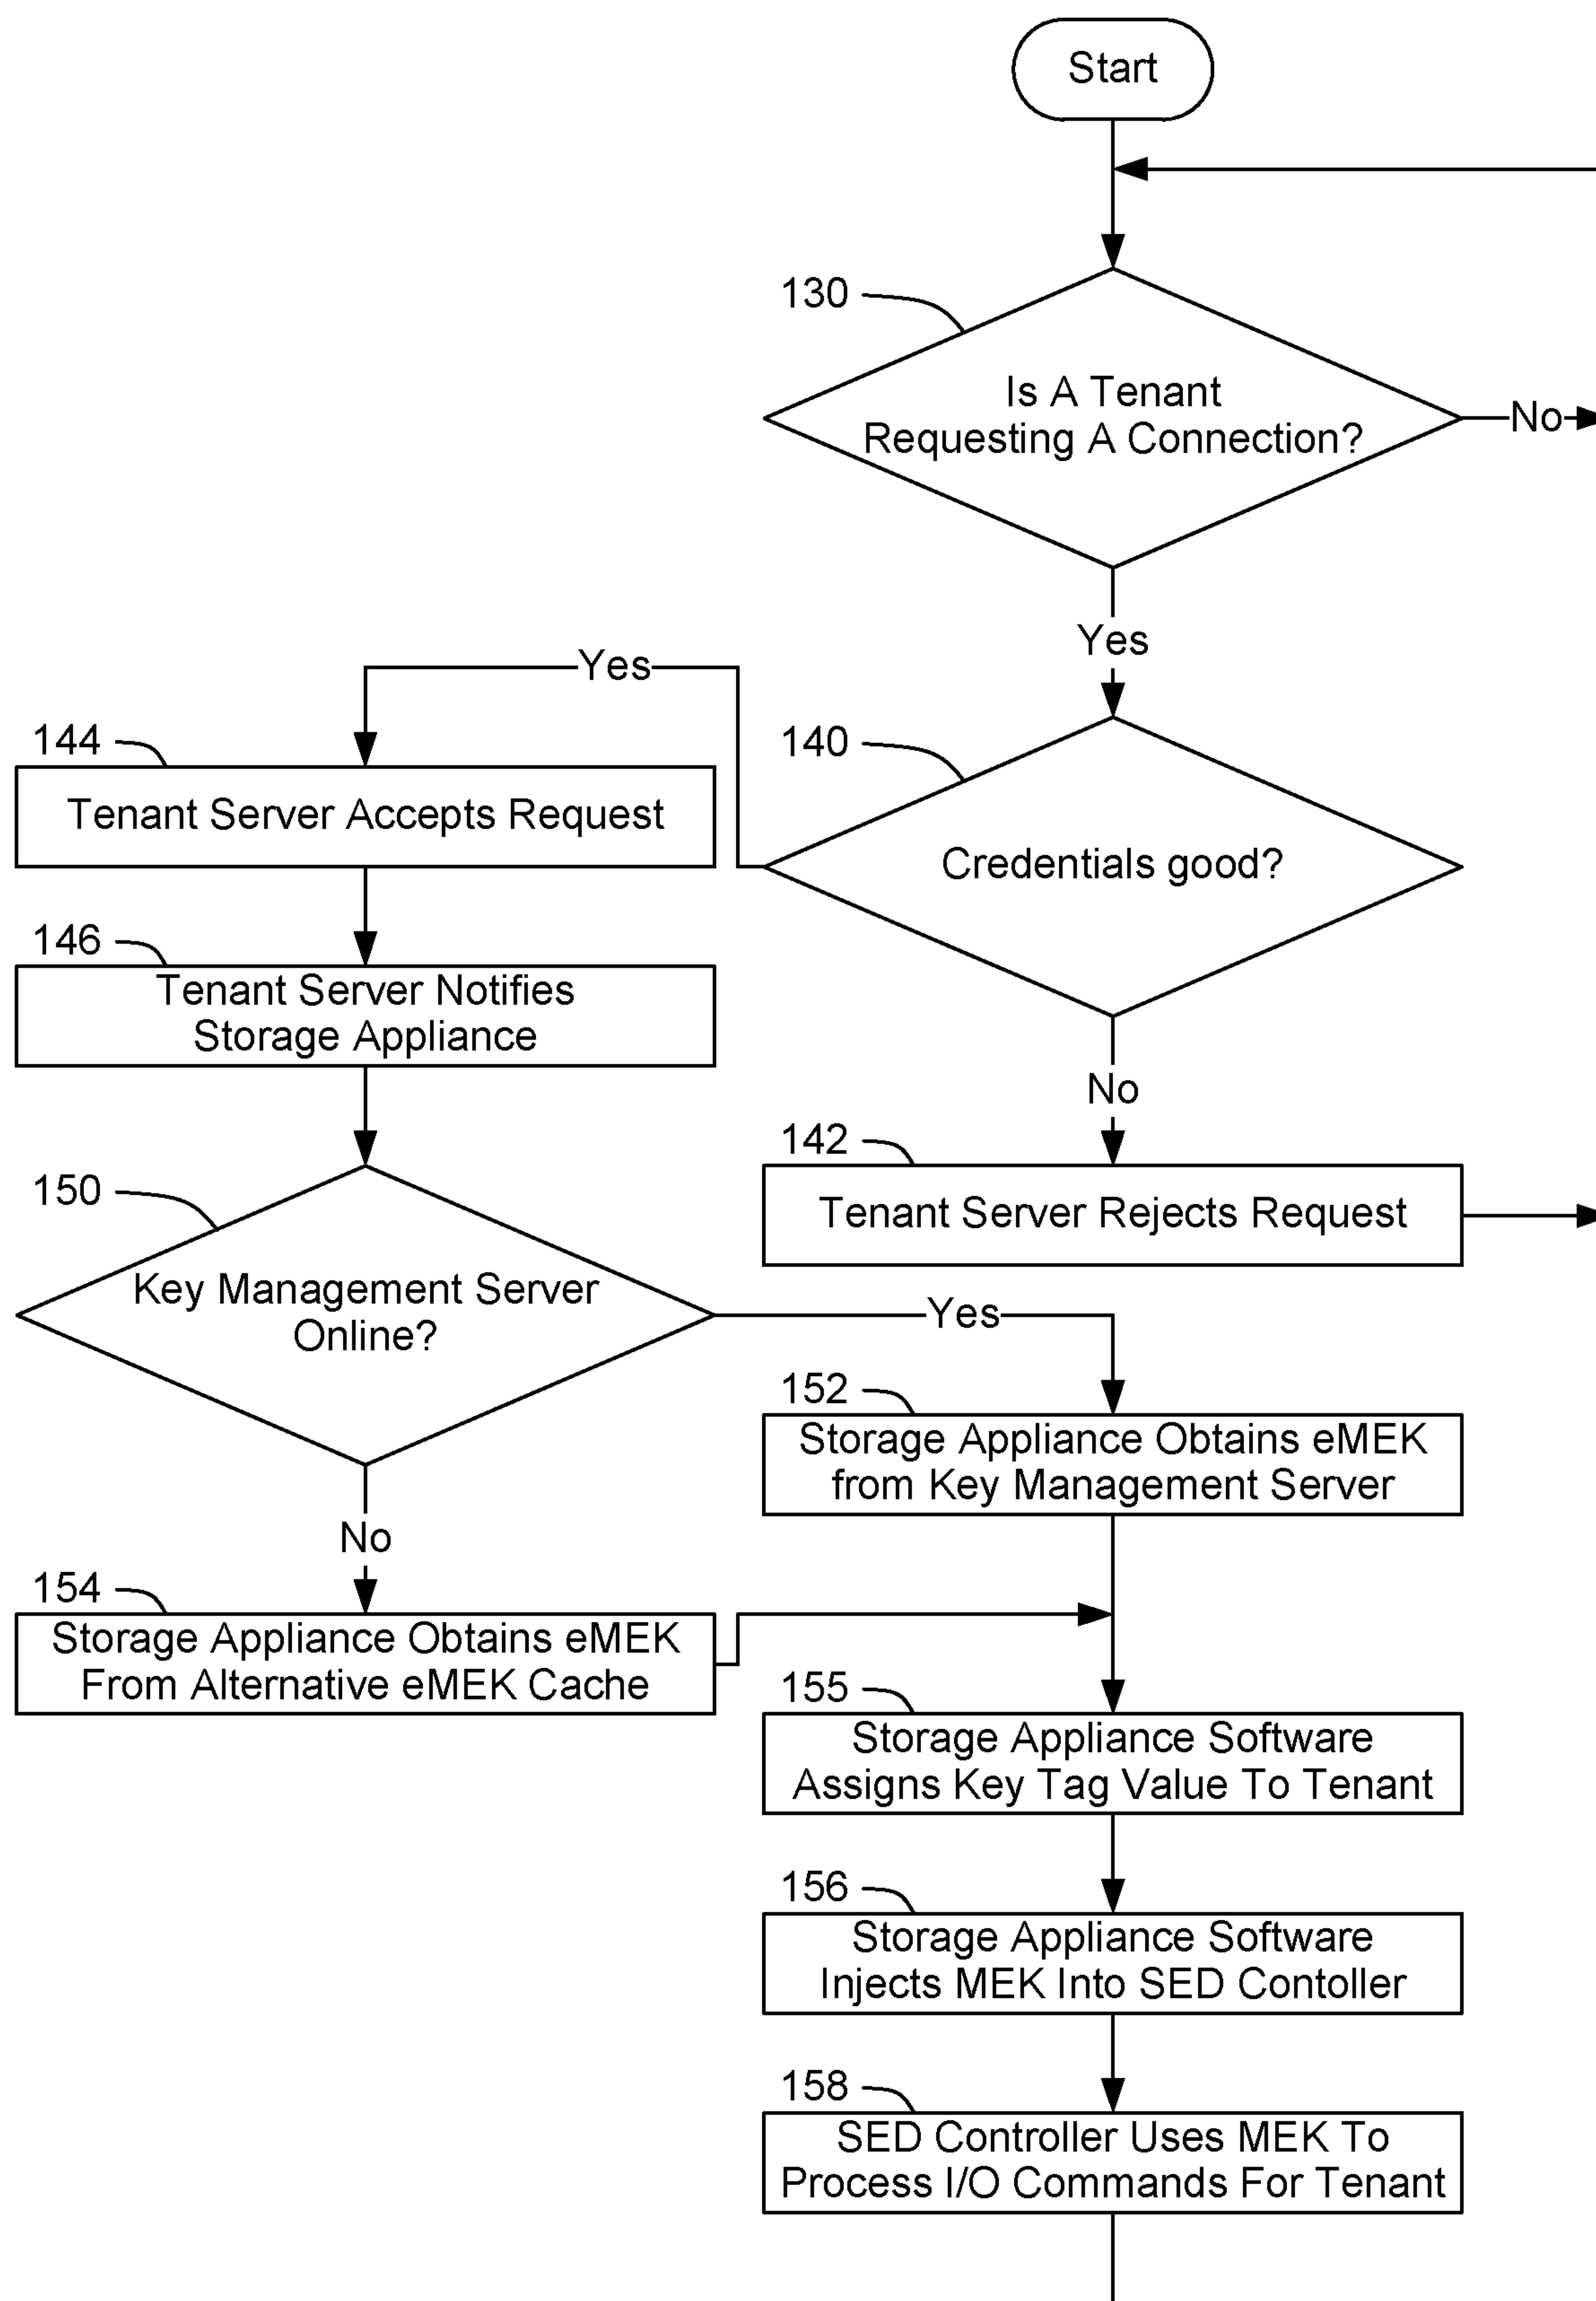 Start
130
Is A Tenant
Requesting A Connection?
No
Yes
Yes
144
Tenant Server Accepts Request
140
Credentials good?
146
Tenant Server Notifies
Storage Appliance
No
142
Tenant Server Rejects Request
150
Key Management Server
Online?
Yes
152
Storage Appliance Obtains eMEK
from Key Management Server
No
154
Storage Appliance Obtains eMEK
From Alternative eMEK Cache
155
Storage Appliance Software
Assigns Key Tag Value To Tenant
156
Storage Appliance Software
Injects MEK Into SED Contoller
158
SED Controller Uses MEK To
Process I/O Commands For Tenant